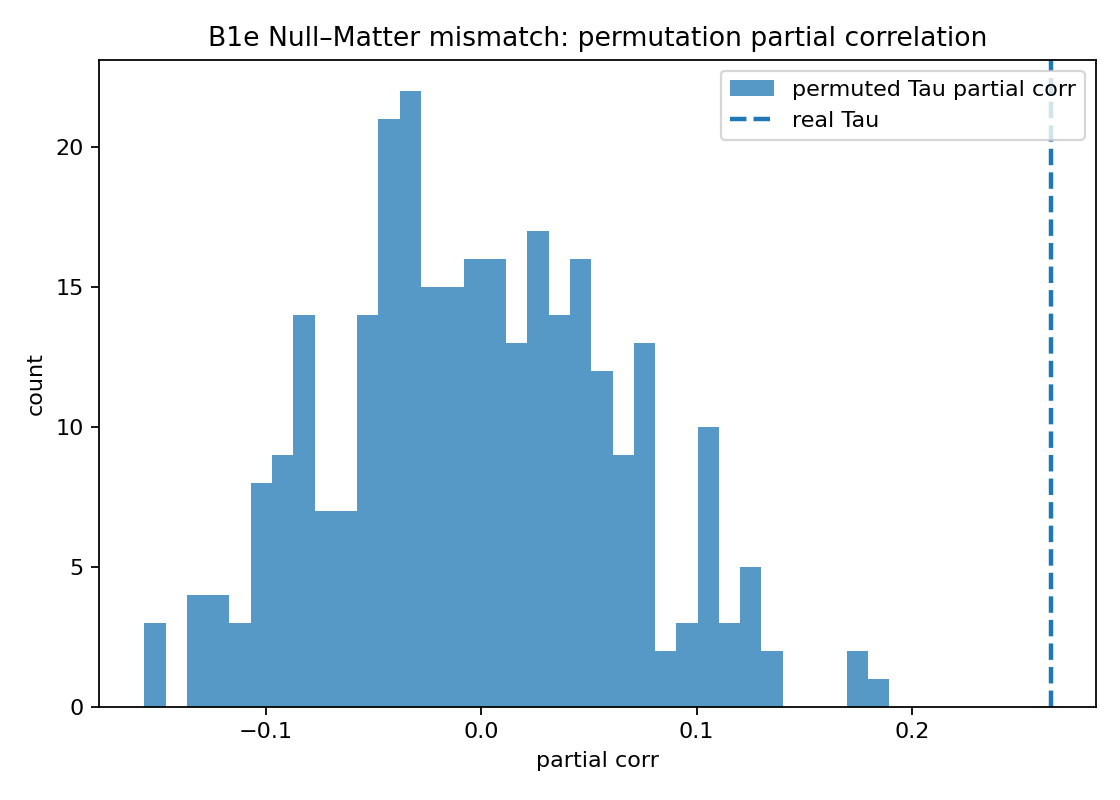 B1e Null–Matter mismatch: permutation partial correlation
permuted Tau partial corr
real Tau
count
20
15
10
5
0
−0.1
0.0
0.1
0.2
partial corr